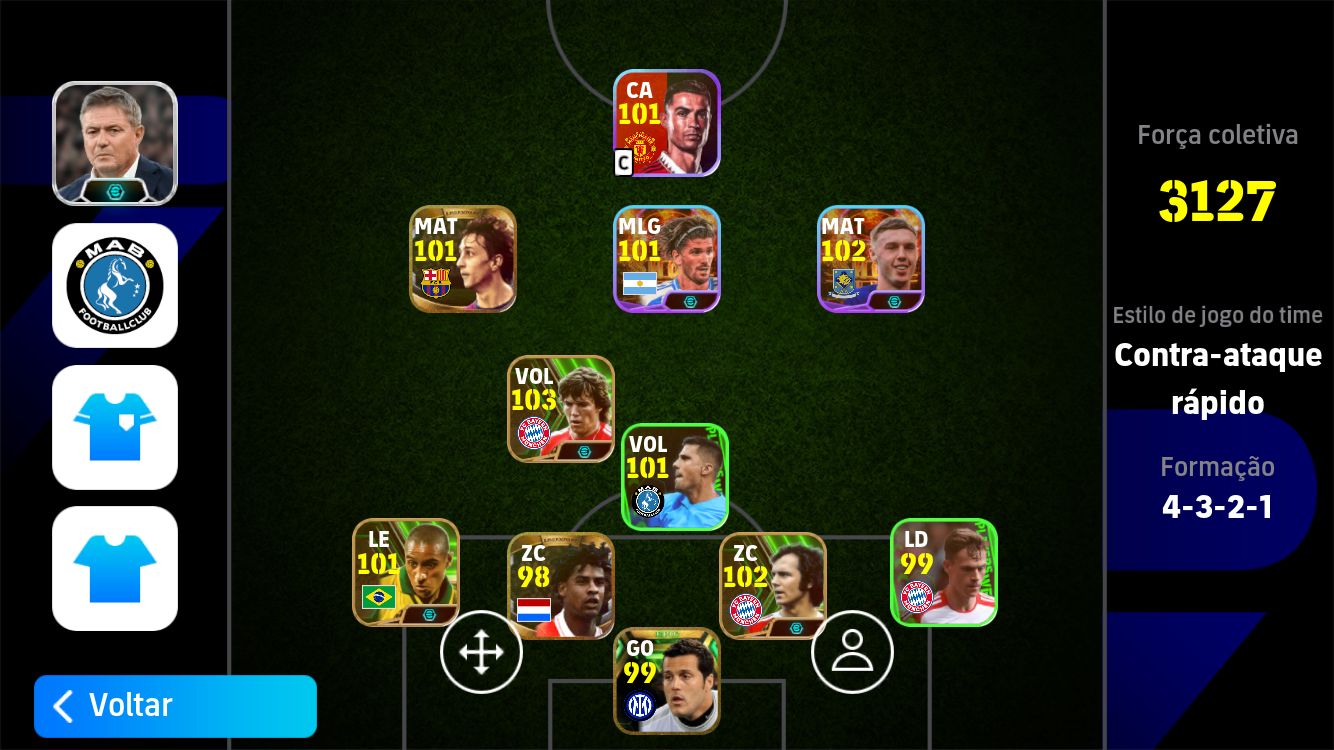 CA
101
C
MAT
101
MLG
101
MAT
102
VOL
103
VOL
101
LE
101
ZC
98
ZC
102
LD
99
GO
99
MAB
FOOTBALLCLUB
Voltar
Força coletiva
3127
Estilo de jogo do time
Contra-ataque
rápido
Formação
4-3-2-1